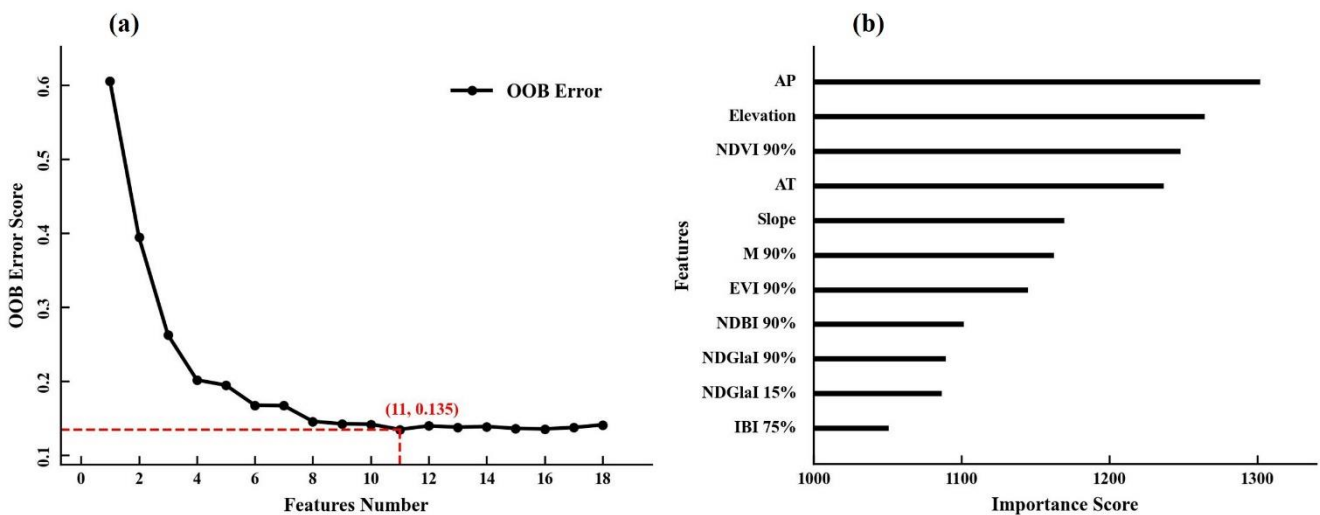 (a)
OOB Error
OOB Error Score
0.6
0.5
0.4
0.3
0.2
0.1
(11, 0.135)
0 2 4 6 8 10 12 14 16 18
Features Number
(b)
Features
AP
Elevation
NDVI 90%
AT
Slope
M 90%
EVI 90%
NDBI 90%
NDGlaI 90%
NDGlaI 15%
IBI 75%
1000 1100 1200 1300
Importance Score